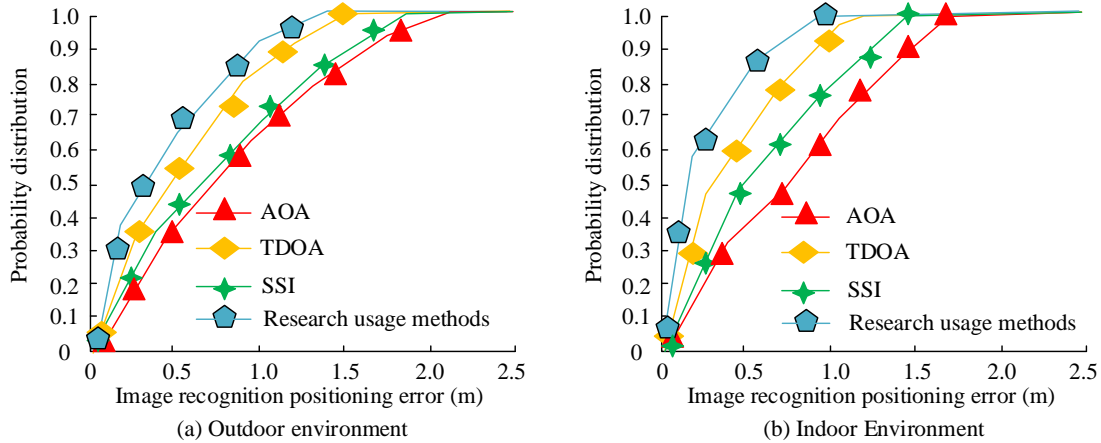 Probability distribution
1.0
0.9
0.8
0.7
0.6
0.5
0.4
0.3
0.2
0.1
0
AOA
TDOA
SSI
Research usage methods
0 0.5 1.0 1.5 2.0 2.5
Image recognition positioning error (m)
(a) Outdoor environment
Probability distribution
1.0
0.9
0.8
0.7
0.6
0.5
0.4
0.3
0.2
0.1
0
AOA
TDOA
SSI
Research usage methods
0 0.5 1.0 1.5 2.0 2.5
Image recognition positioning error (m)
(b) Indoor Environment